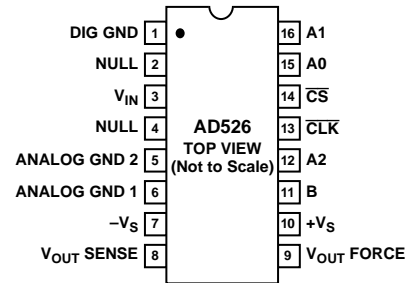 DIG GND 1
NULL 2
VIN 3
NULL 4
ANALOG GND 2 5
ANALOG GND 1 6
–VS 7
VOUT SENSE 8
AD526
TOP VIEW
(Not to Scale)
16 A1
15 A0
14 C̅S̅
13 C̅L̅K̅
12 A2
11 B
10 +VS
9 VOUT FORCE